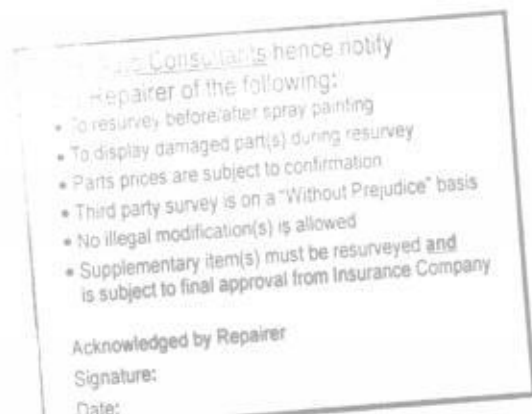 Consultants hence notify
Repairer of the following:
• To resurvey before/after spray painting
• To display damaged part(s) during resurvey
• Parts prices are subject to confirmation
• Third party survey is on a "Without Prejudice" basis
• No illegal modification(s) is allowed
• Supplementary item(s) must be resurveyed and
is subject to final approval from Insurance Company
Acknowledged by Repairer
Signature:
Date: